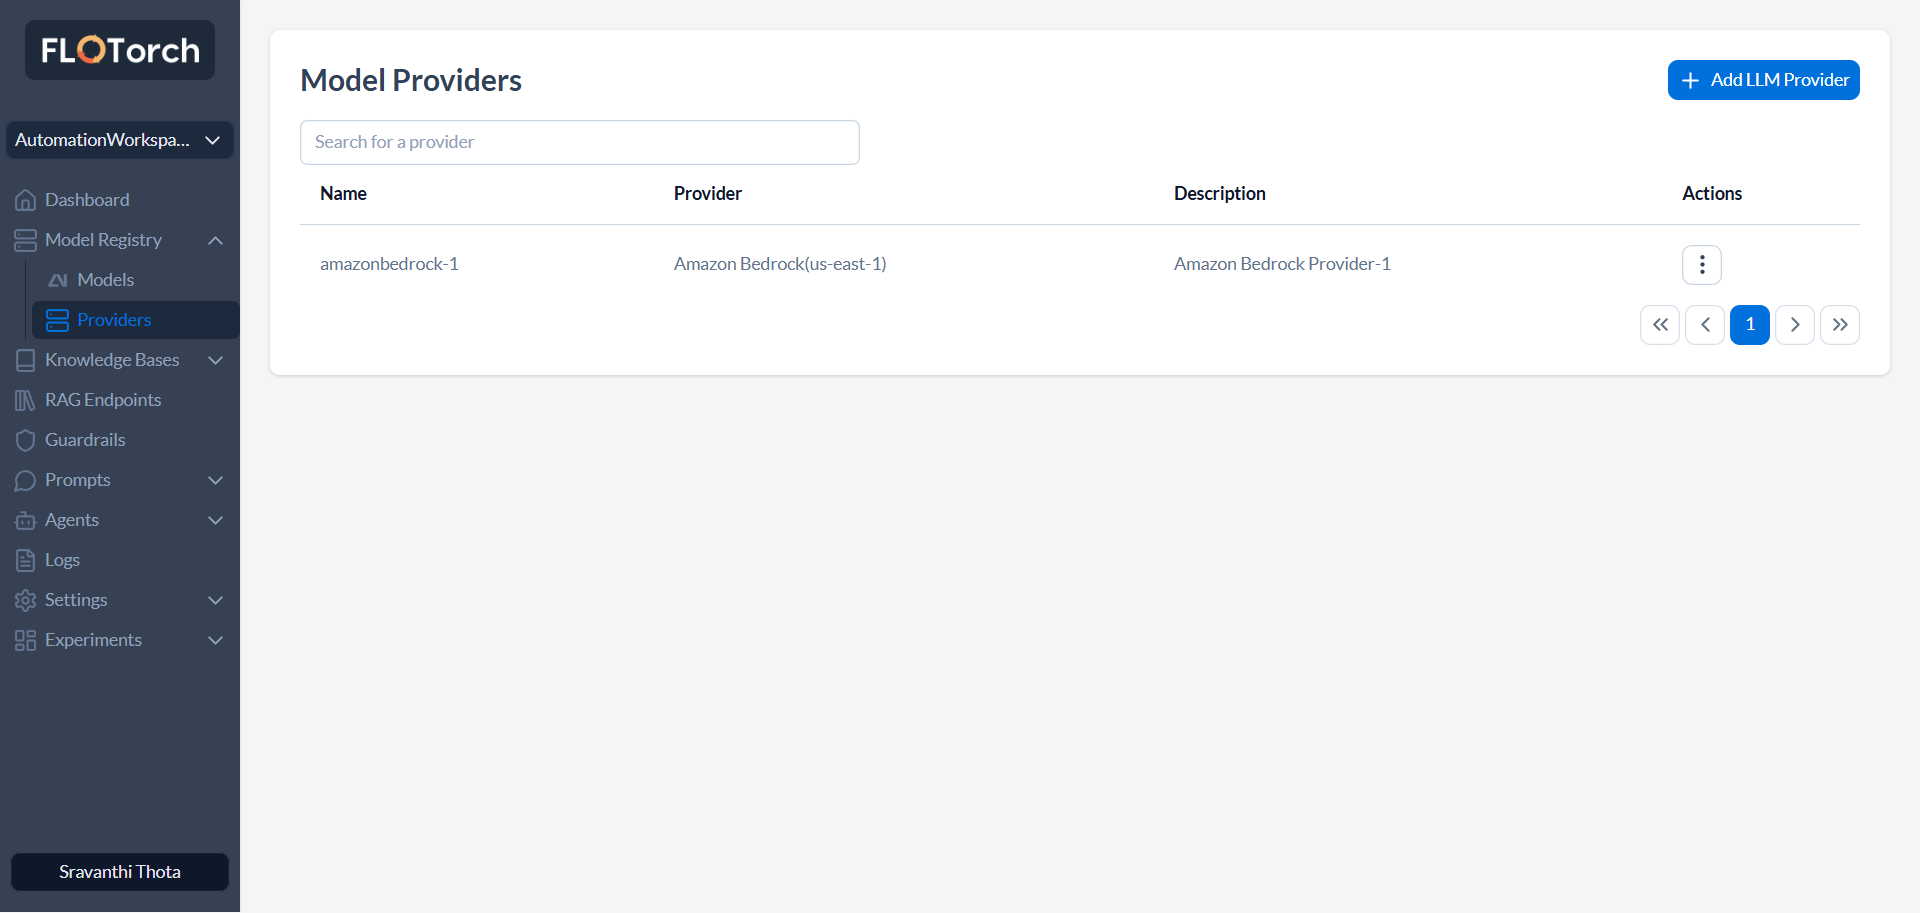 FLOTorch
AutomationWorkspa...
Dashboard
Model Registry
Models
Providers
Knowledge Bases
RAG Endpoints
Guardrails
Prompts
Agents
Logs
Settings
Experiments
Sravanthi Thota
Model Providers
Add LLM Provider
Search for a provider
Name Provider Description Actions
amazonbedrock-1 Amazon Bedrock(us-east-1) Amazon Bedrock Provider-1
1